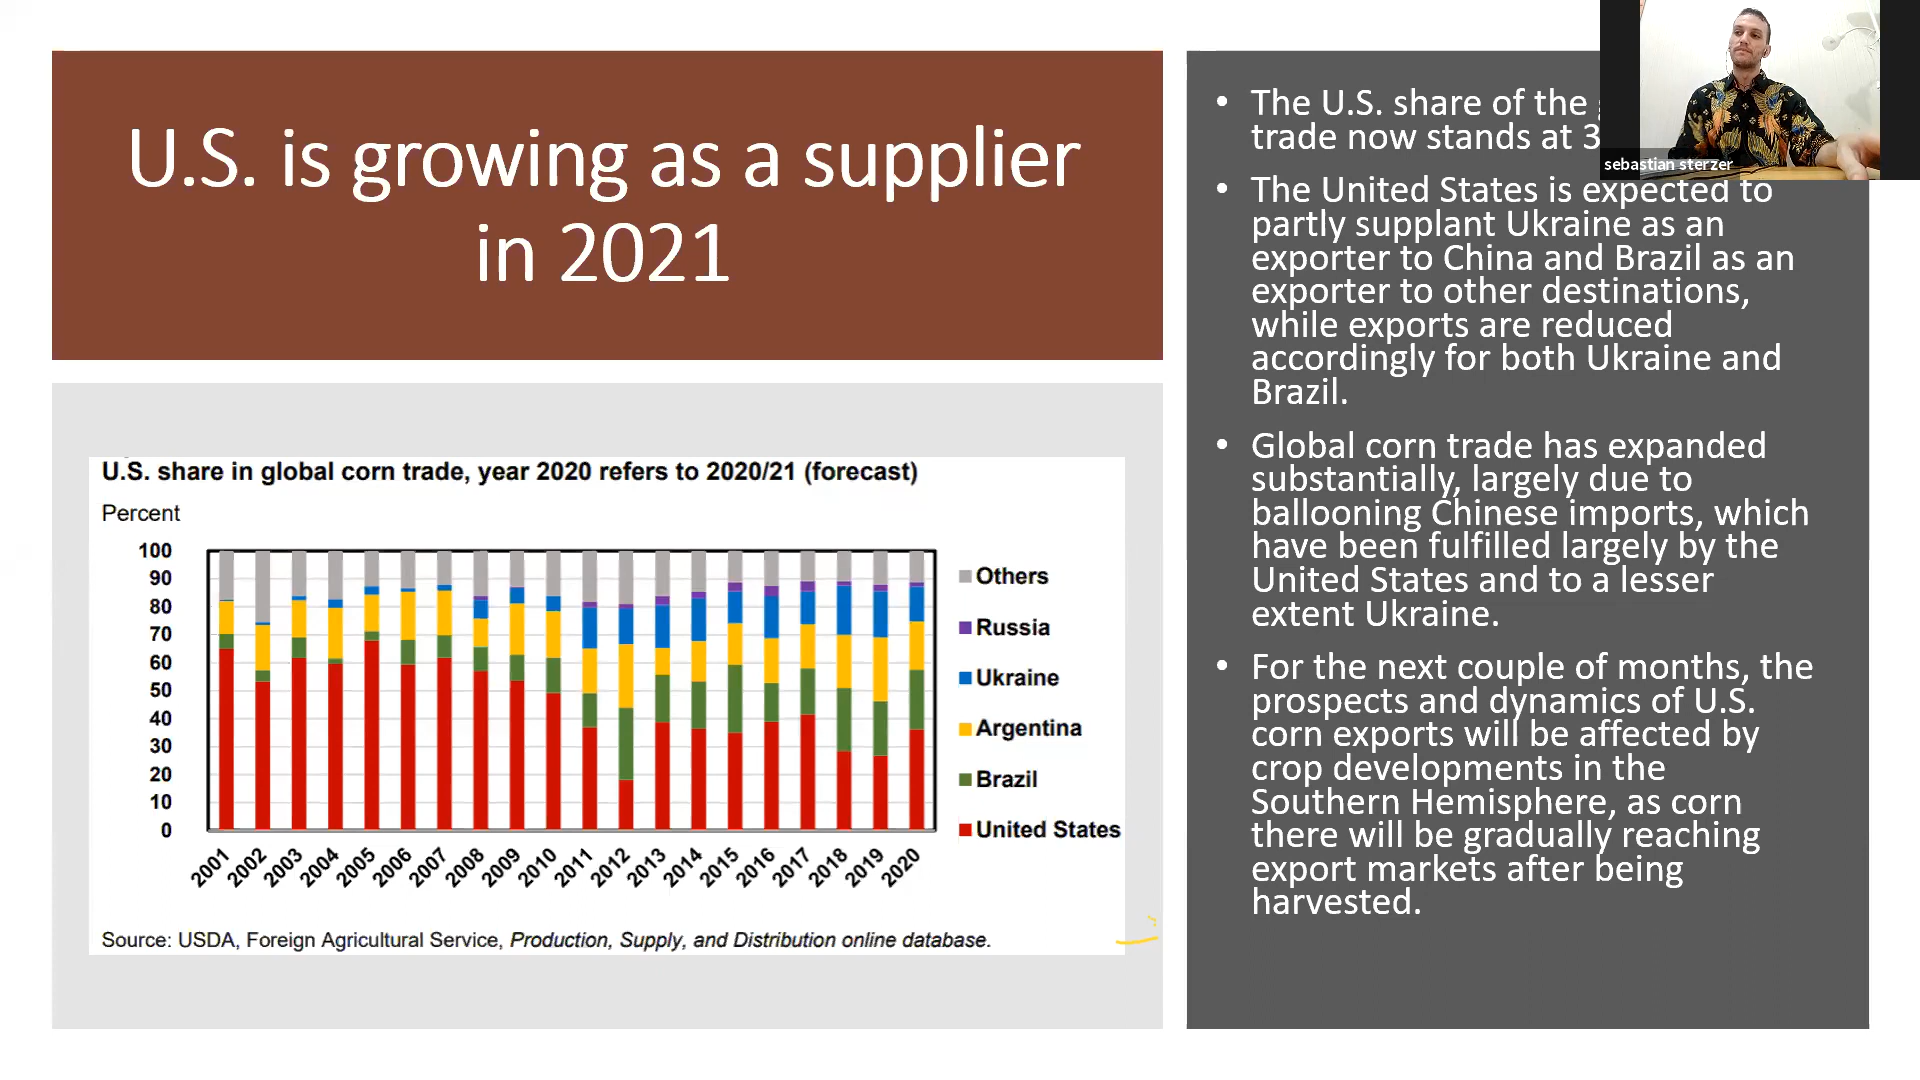 U.S. is growing as a supplier
in 2021
U.S. share in global corn trade, year 2020 refers to 2020/21 (forecast)
Percent
100
90
80
70
60
50
40
30
20
10
0
2001 2002 2003 2004 2005 2006 2007 2008 2009 2010 2011 2012 2013 2014 2015 2016 2017 2018 2019 2020
Others
Russia
Ukraine
Argentina
Brazil
United States
Source: USDA, Foreign Agricultural Service, Production, Supply, and Distribution online database.
• The U.S. share of the
trade now stands at 3
• The United States is expected to
partly supplant Ukraine as an
exporter to China and Brazil as an
exporter to other destinations,
while exports are reduced
accordingly for both Ukraine and
Brazil.
• Global corn trade has expanded
substantially, largely due to
ballooning Chinese imports, which
have been fulfilled largely by the
United States and to a lesser
extent Ukraine.
• For the next couple of months, the
prospects and dynamics of U.S.
corn exports will be affected by
crop developments in the
Southern Hemisphere, as corn
there will be gradually reaching
export markets after being
harvested.
sebastian sterzer